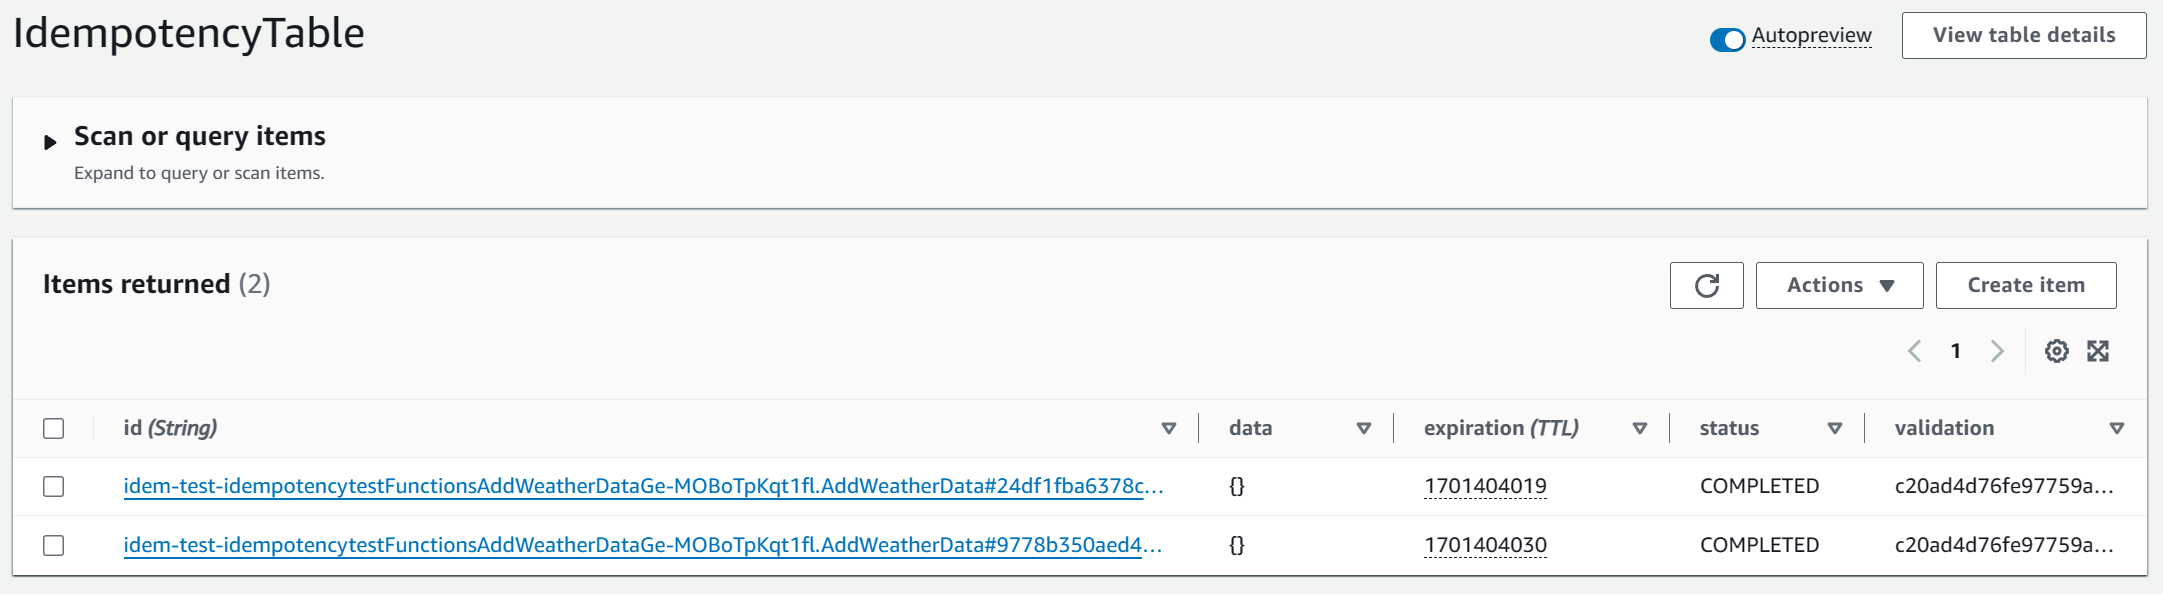 IdempotencyTable
Autopreview
View table details
Scan or query items
Expand to query or scan items.
Items returned (2)
Actions
Create item
1
id (String) data expiration (TTL) status validation
idem-test-idempotencytestFunctionsAddWeatherDataGe-MOBoTpKqt1fl.AddWeatherData#24df1fba6378c… {} 1701404019 COMPLETED c20ad4d76fe97759a…
idem-test-idempotencytestFunctionsAddWeatherDataGe-MOBoTpKqt1fl.AddWeatherData#9778b350aed4… {} 1701404030 COMPLETED c20ad4d76fe97759a…